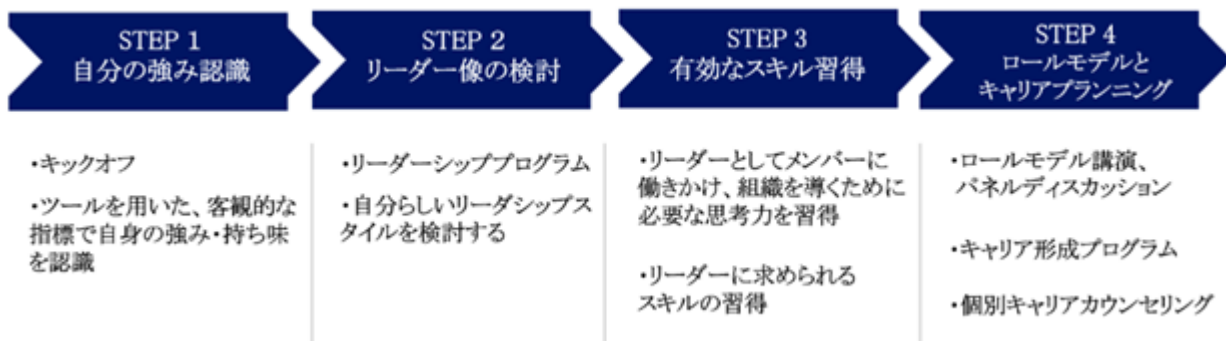 STEP 1
自分の強み認識
STEP 2
リーダー像の検討
STEP 3
有効なスキル習得
STEP 4
ロールモデルと
キャリアプランニング
・キックオフ
・ツールを用いた、客観的な
指標で自身の強み・持ち味
を認識
・リーダーシッププログラム
・自分らしいリーダシップス
タイルを検討する
・リーダーとしてメンバーに
働きかけ、組織を導くために
必要な思考力を習得
・リーダーに求められる
スキルの習得
・ロールモデル講演、
パネルディスカッション
・キャリア形成プログラム
・個別キャリアカウンセリング